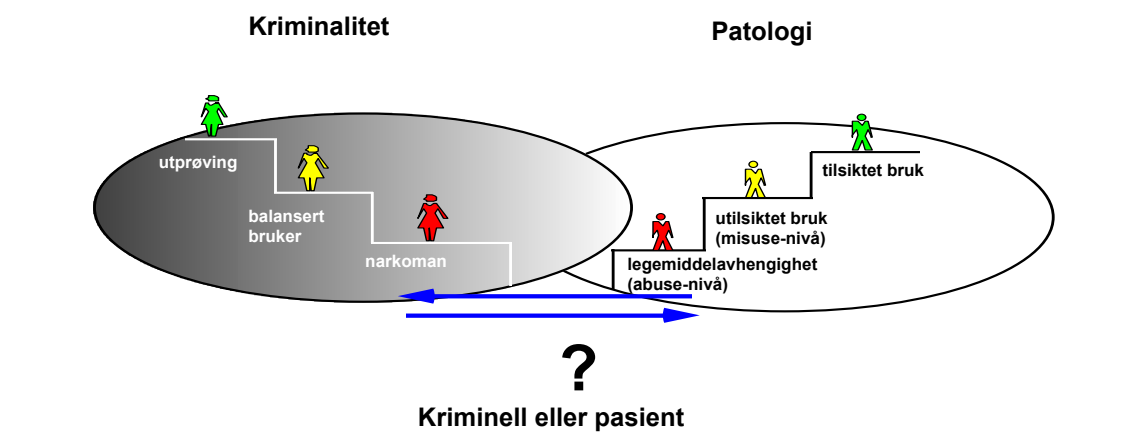 Kriminalitet
Patologi
utprøving
balansert
bruker
narkoman
tilsiktet bruk
utilsiktet bruk
(misuse-nivå)
legemiddelavhengighet
(abuse-nivå)
?
Kriminell eller pasient